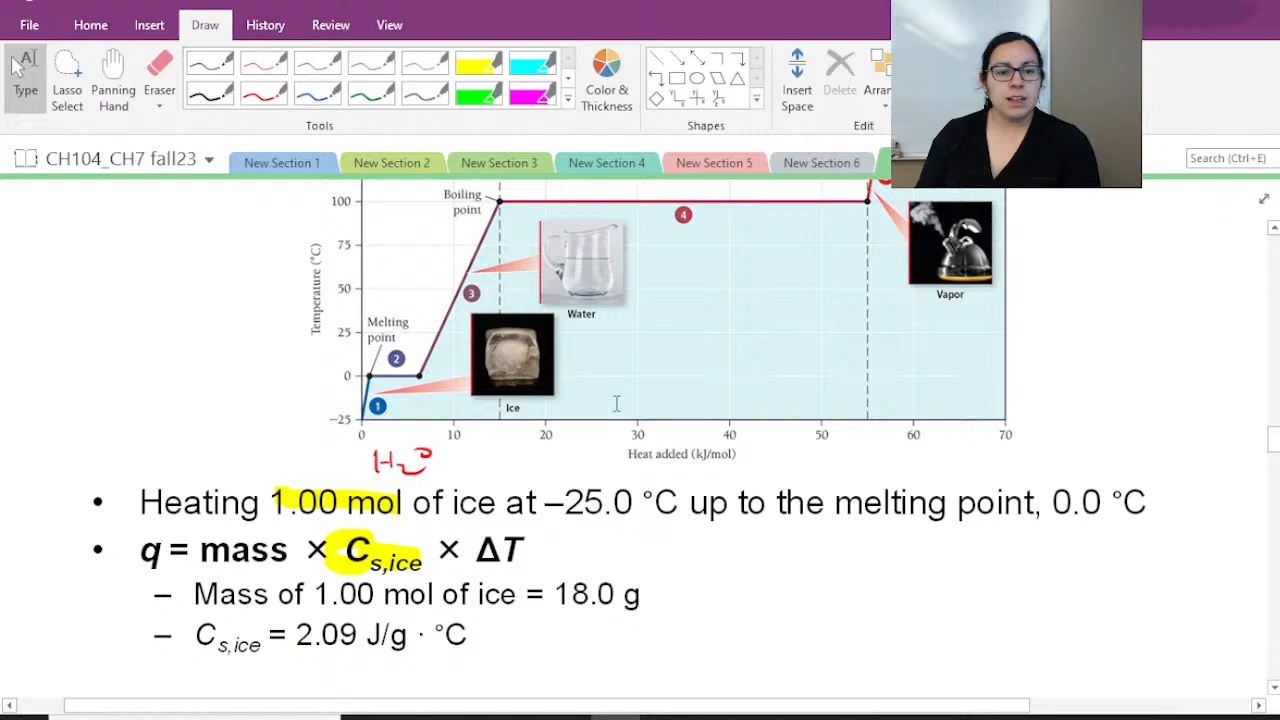 File Home Insert Draw History Review View
Type Lasso Select Panning Hand Eraser Color & Thickness Insert Space Delete Arran
Tools Shapes Edit
CH104_CH7 fall23 New Section 1 New Section 2 New Section 3 New Section 4 New Section 5 New Section 6 Search (Ctrl+E)
100
Boiling point
4
75
Temperature (°C)
50
3
Water
Vapor
Melting point
25
2
0
1
Ice
−25
0 10 20 30 40 50 60 70
Heat added (kJ/mol)
H₂O
• Heating 1.00 mol of ice at –25.0 °C up to the melting point, 0.0 °C
• q = mass × Cs,ice × ΔT
– Mass of 1.00 mol of ice = 18.0 g
– Cs,ice = 2.09 J/g · °C